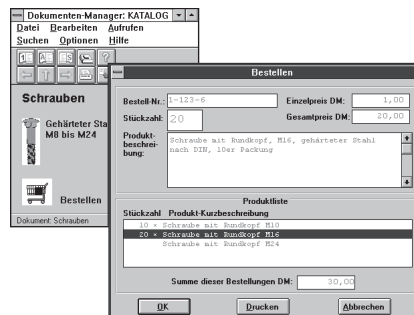 Dokumenten-Manager: KATALOG
Datei Bearbeiten Aufrufen
Suchen Optionen Hilfe
Schrauben
Gehärteter Sta
M8 bis M24
Bestellen
Dokument: Schrauben
Bestellen
Bestell-Nr.: 1-123-6 Einzelpreis DM: 1,00
Stückzahl: 20 Gesamtpreis DM: 20,00
Produkt-
beschrei-
bung:
Schraube mit Rundkopf, M16, gehärteter Stahl
nach DIN, 10er Packung
Produktliste
Stückzahl Produkt-Kurzbeschreibung
10 × Schraube mit Rundkopf M10
20 × Schraube mit Rundkopf M16
Schraube mit Rundkopf M24
Summe dieser Bestellungen DM: 30,00
OK Drucken Abbrechen